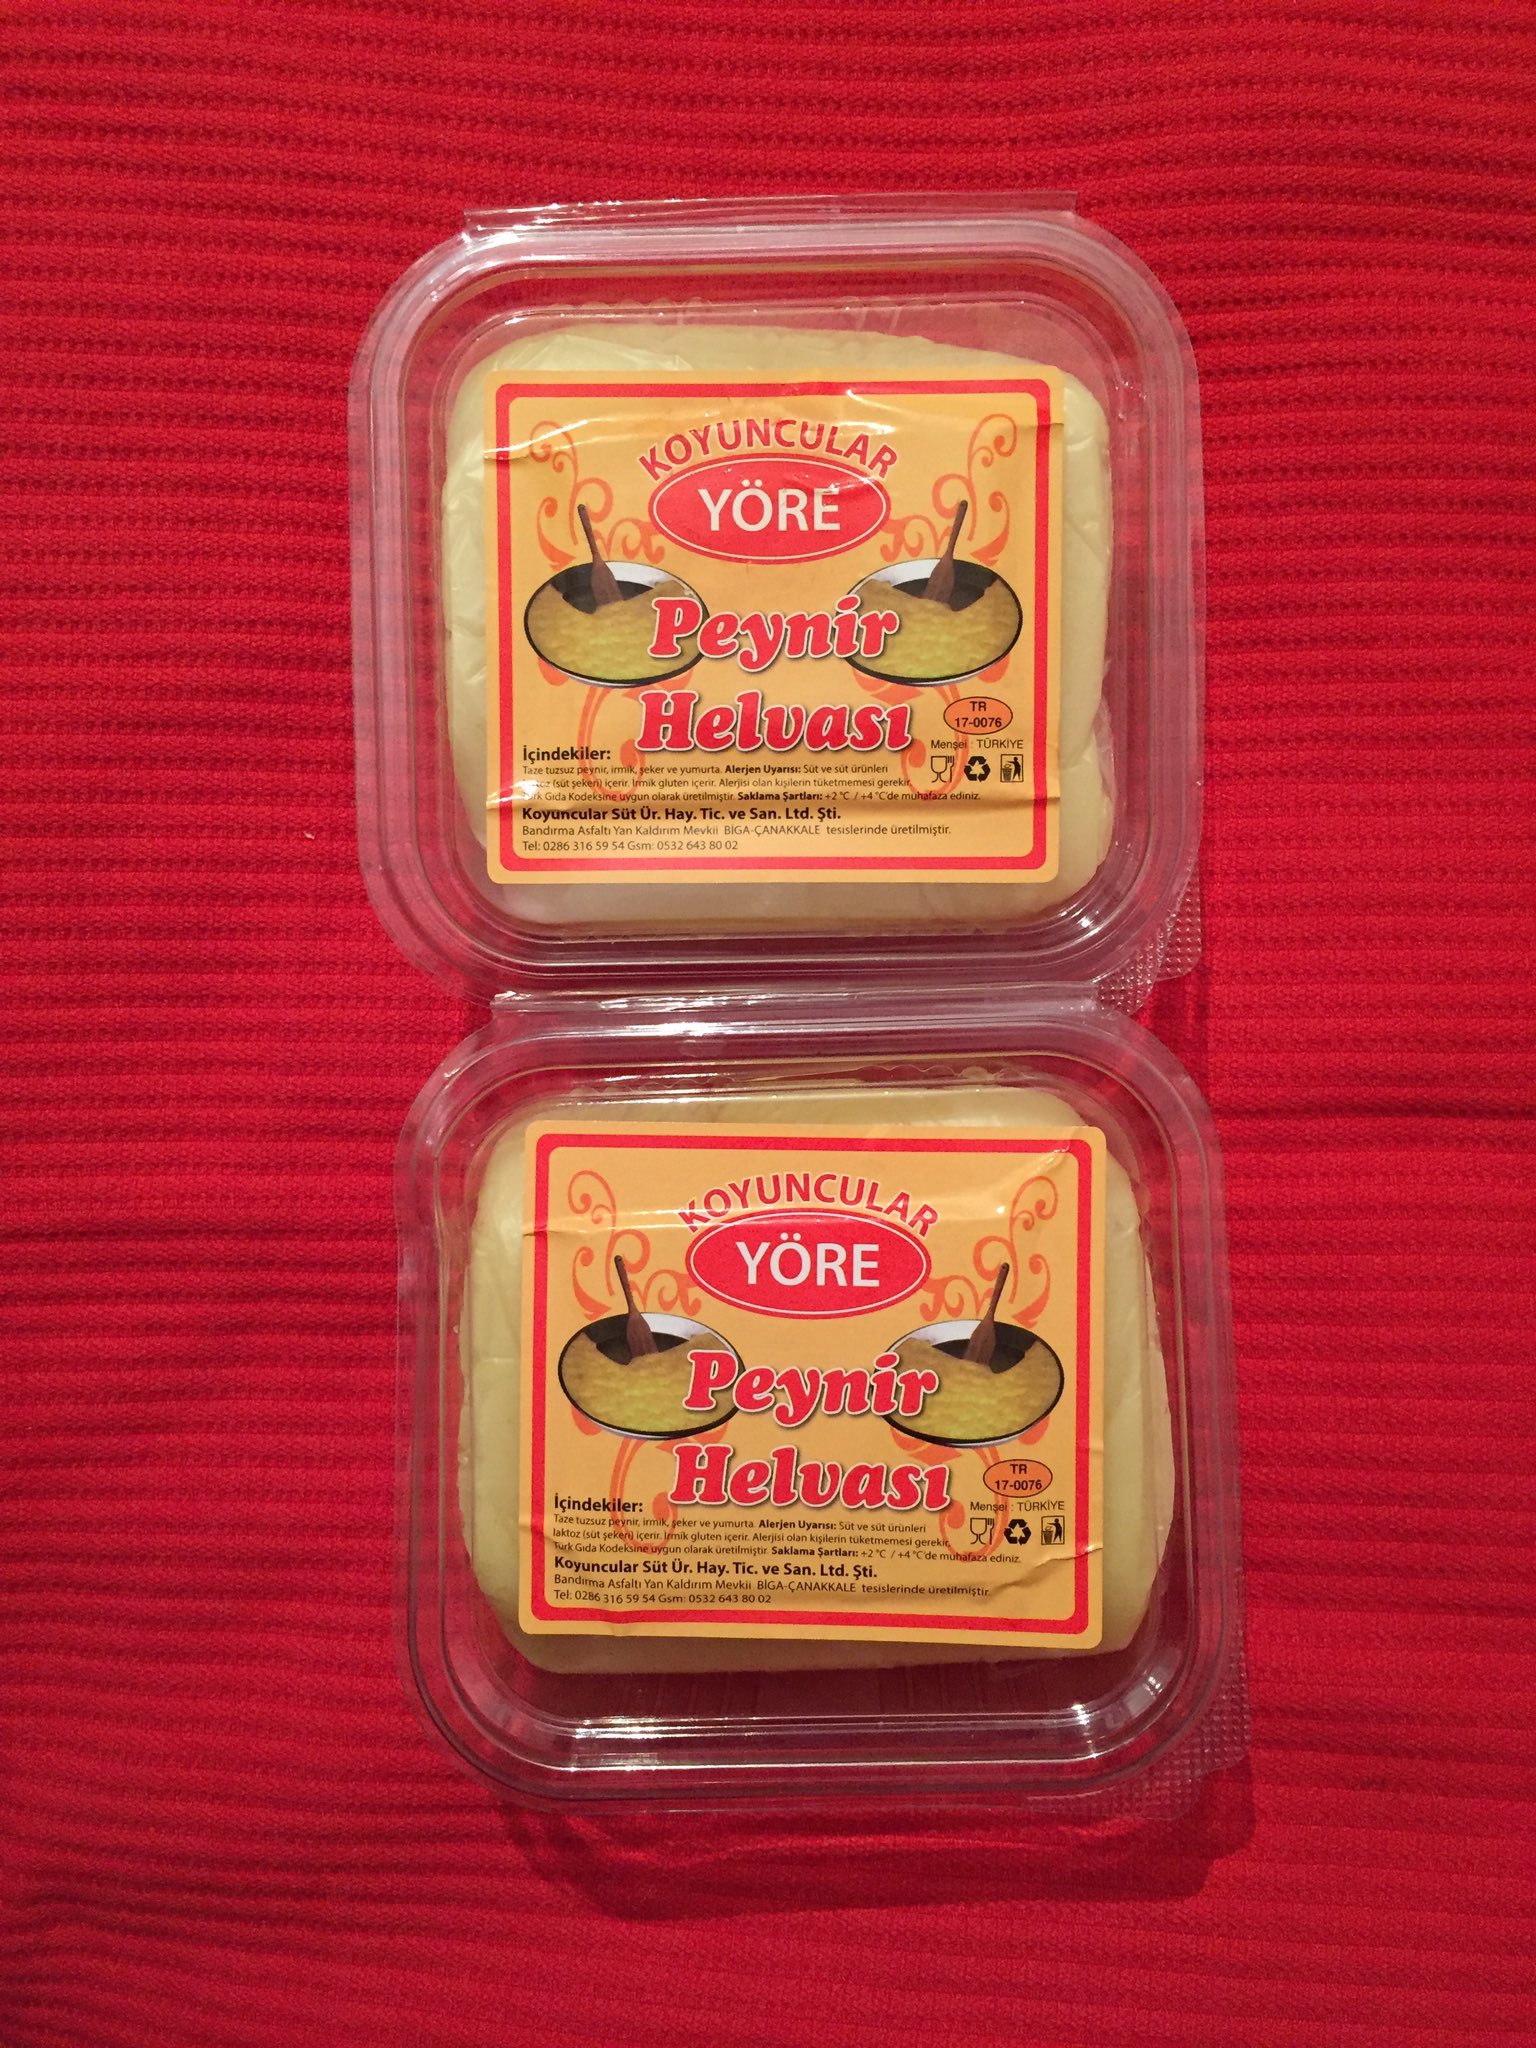 KOYUNCULAR
YÖRE
Peynir
Helvası
TR
17-0076
Menşei : TÜRKİYE
İçindekiler:
Taze tuzsuz peynir, irmik, şeker ve yumurta. Alerjen Uyarısı: Süt ve süt ürünleri
laktoz (süt şekeri) içerir. İrmik gluten içerir. Alerjisi olan kişilerin tüketmemesi gerekir.
Türk Gıda Kodeksine uygun olarak üretilmiştir. Saklama Şartları: +2 °C / +4 °C'de muhafaza ediniz.
Koyuncular Süt Ür. Hay. Tic. ve San. Ltd. Şti.
Bandırma Asfaltı Yan Kaldırım Mevkii BİGA-ÇANAKKALE tesislerinde üretilmiştir.
Tel: 0286 316 59 54 Gsm: 0532 643 80 02
KOYUNCULAR
YÖRE
Peynir
Helvası
TR
17-0076
Menşei : TÜRKİYE
İçindekiler:
Taze tuzsuz peynir, irmik, şeker ve yumurta. Alerjen Uyarısı: Süt ve süt ürünleri
laktoz (süt şekeri) içerir. İrmik gluten içerir. Alerjisi olan kişilerin tüketmemesi gerekir.
Türk Gıda Kodeksine uygun olarak üretilmiştir. Saklama Şartları: +2 °C / +4 °C'de muhafaza ediniz.
Koyuncular Süt Ür. Hay. Tic. ve San. Ltd. Şti.
Bandırma Asfaltı Yan Kaldırım Mevkii BİGA-ÇANAKKALE tesislerinde üretilmiştir.
Tel: 0286 316 59 54 Gsm: 0532 643 80 02